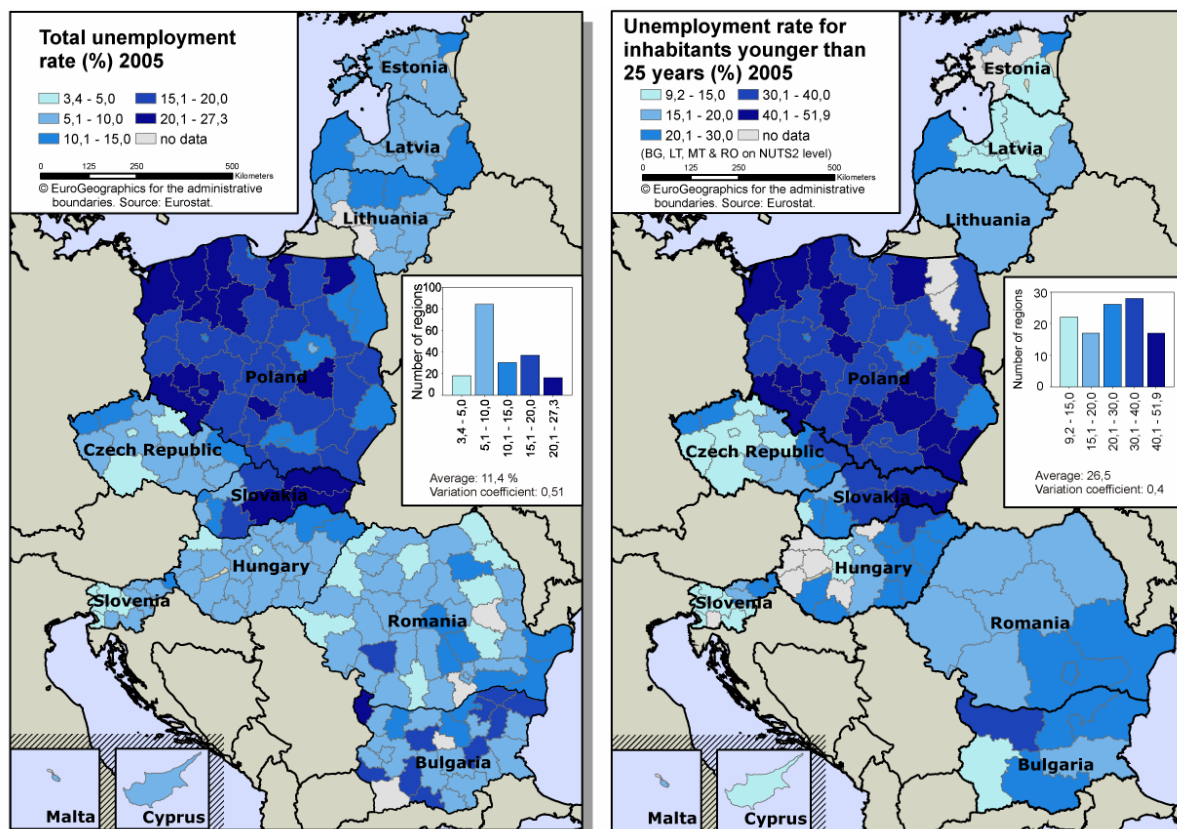 Total unemployment
rate (%) 2005
3,4 - 5,0
15,1 - 20,0
5,1 - 10,0
20,1 - 27,3
10,1 - 15,0
no data
0 125 250 500
Kilometers
© EuroGeographics for the administrative
boundaries. Source: Eurostat.
Estonia
Latvia
Lithuania
Poland
Czech Republic
Slovakia
Hungary
Slovenia
Romania
Bulgaria
Malta
Cyprus
Number of regions
100
80
60
40
20
0
3,4 - 5,0
5,1 - 10,0
10,1 - 15,0
15,1 - 20,0
20,1 - 27,3
Average: 11,4 %
Variation coefficient: 0,51
Unemployment rate for
inhabitants younger than
25 years (%) 2005
9,2 - 15,0
30,1 - 40,0
15,1 - 20,0
40,1 - 51,9
20,1 - 30,0
no data
(BG, LT, MT & RO on NUTS2 level)
0 125 250 500
Kilometers
© EuroGeographics for the administrative
boundaries. Source: Eurostat.
Estonia
Latvia
Lithuania
Poland
Czech Republic
Slovakia
Hungary
Slovenia
Romania
Bulgaria
Malta
Cyprus
Number of regions
30
20
10
0
9,2 - 15,0
15,1 - 20,0
20,1 - 30,0
30,1 - 40,0
40,1 - 51,9
Average: 26,5
Variation coefficient: 0,4